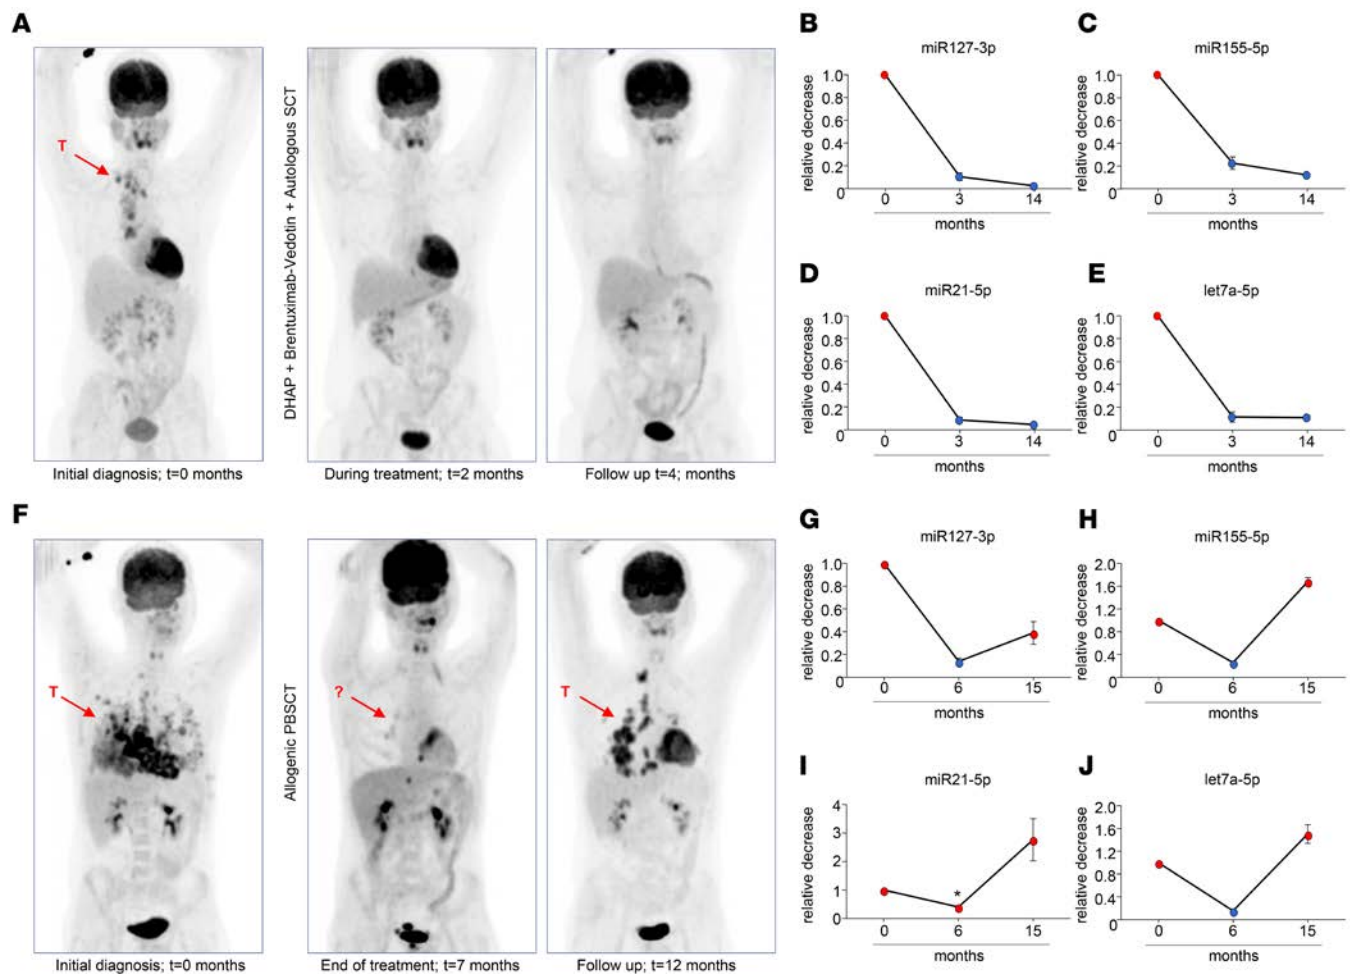 A
T
Initial diagnosis; t=0 months
DHAP + Brentuximab-Vedotin + Autologous SCT
During treatment; t=2 months
Follow up t=4; months
B
miR127-3p
relative decrease
1.0
0.8
0.6
0.4
0.2
0
0
3
14
months
C
miR155-5p
relative decrease
1.0
0.8
0.6
0.4
0.2
0
0
3
14
months
D
miR21-5p
relative decrease
1.0
0.8
0.6
0.4
0.2
0
0
3
14
months
E
let7a-5p
relative decrease
1.0
0.8
0.6
0.4
0.2
0
0
3
14
months
F
T
Initial diagnosis; t=0 months
Allogenic PBSCT
?
End of treatment; t=7 months
T
Follow up; t=12 months
G
miR127-3p
relative decrease
1.0
0.8
0.6
0.4
0.2
0
0
6
15
months
H
miR155-5p
relative decrease
2.0
1.6
1.2
0.8
0.4
0
0
6
15
months
I
miR21-5p
relative decrease
4
3
2
1
0
*
0
6
15
months
J
let7a-5p
relative decrease
2.0
1.6
1.2
0.8
0.4
0
0
6
15
months